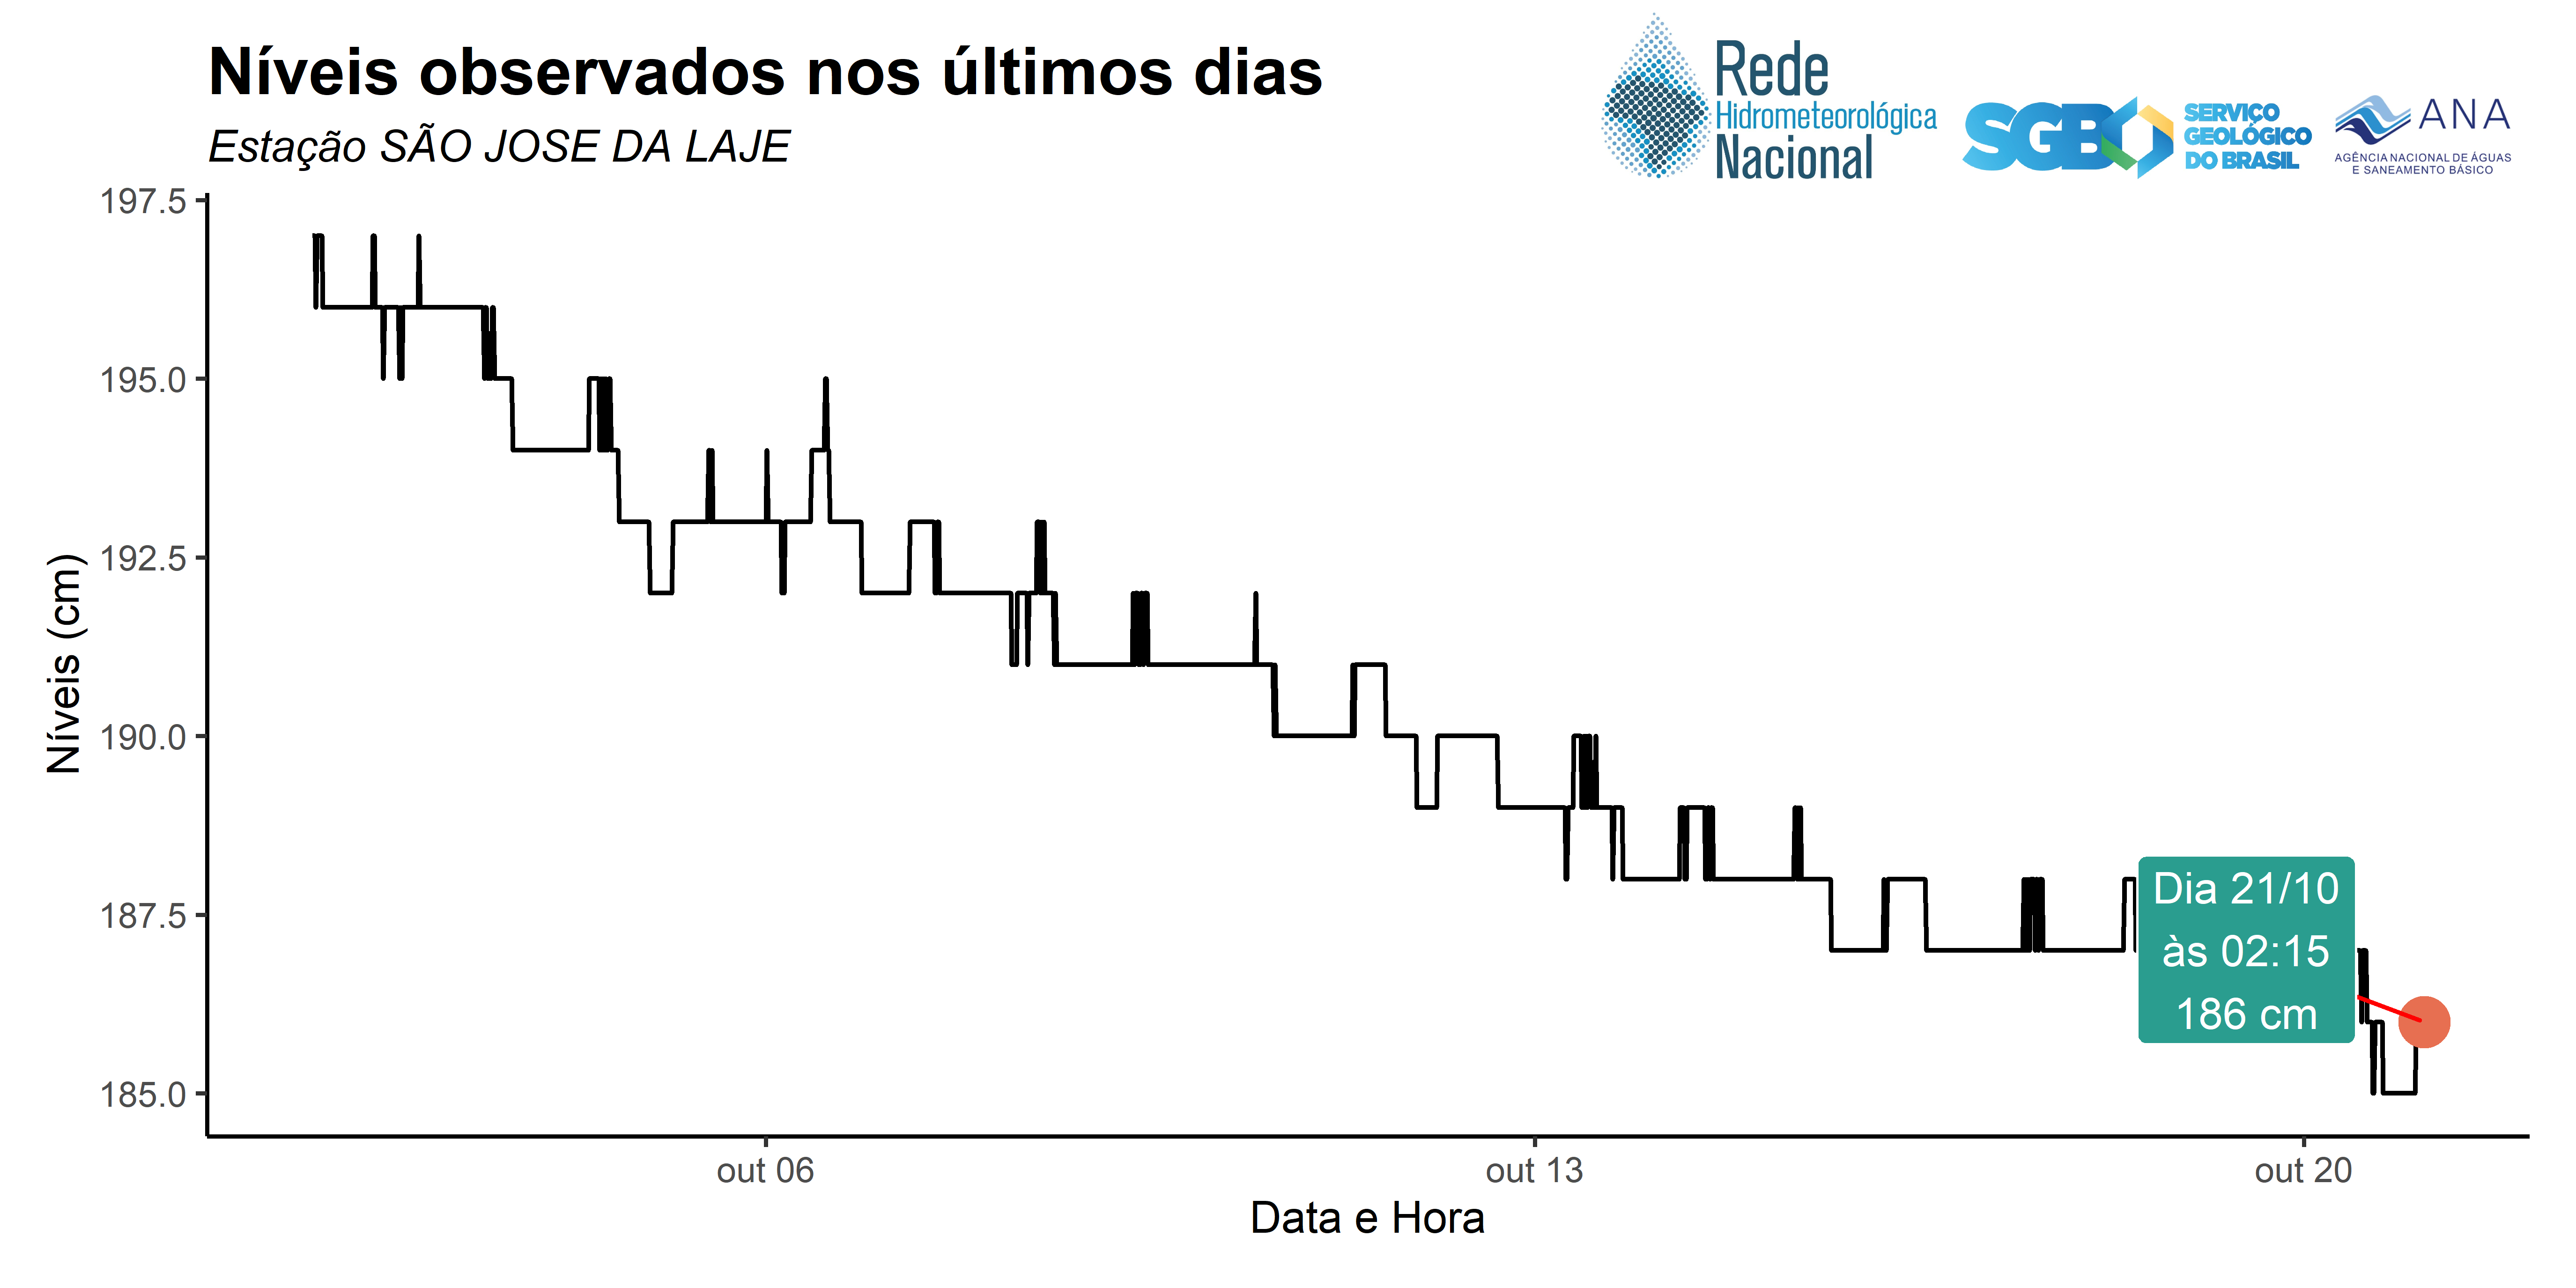 Níveis observados nos últimos dias
Estação SÃO JOSE DA LAJE
Rede
Hidrometeorológica
Nacional
SGB
SERVIÇO
GEOLÓGICO
DO BRASIL
ANA
AGÊNCIA NACIONAL DE ÁGUAS
E SANEAMENTO BÁSICO
Níveis (cm)
197.5
195.0
192.5
190.0
187.5
185.0
Dia 21/10
às 02:15
186 cm
out 06
out 13
out 20
Data e Hora